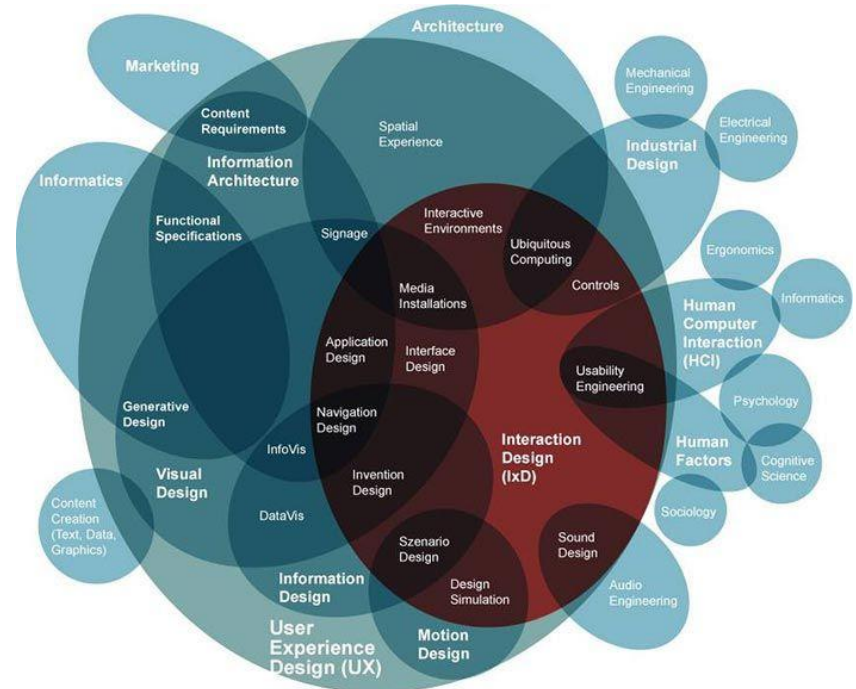 Architecture
Marketing
Mechanical
Engineering
Content
Requirements
Electrical
Engineering
Spatial
Experience
Industrial
Design
Information
Architecture
Informatics
Functional
Specifications
Interactive
Environments
Signage
Ubiquitous
Computing
Ergonomics
Media
Installations
Controls
Informatics
Human
Computer
Interaction
(HCI)
Application
Design
Interface
Design
Usability
Engineering
Psychology
Generative
Design
Navigation
Design
InfoVis
Interaction
Design
(IxD)
Human
Factors
Cognitive
Science
Visual
Design
Invention
Design
Content
Creation
(Text, Data,
Graphics)
DataVis
Sociology
Szenario
Design
Sound
Design
Information
Design
Design
Simulation
Audio
Engineering
User
Experience
Design (UX)
Motion
Design